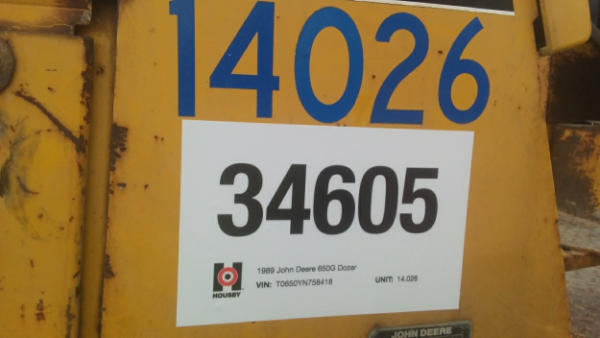 14026
34605
1989 John Deere 650G Dozer
VIN: T0650YN758418 UNIT: 14.026
HOUSBY
JOHN DEERE